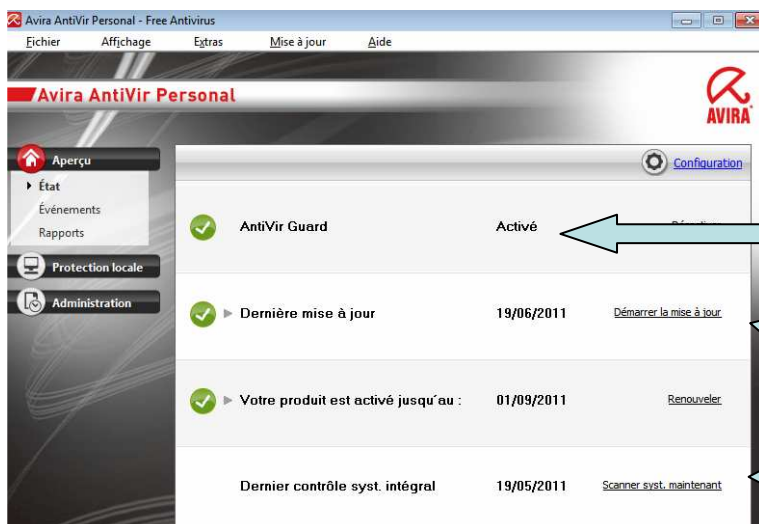 Avira AntiVir Personal - Free Antivirus
Fichier Affichage Extras Mise à jour Aide
Avira AntiVir Personal
AVIRA
Aperçu
Configuration
État
Événements
Rapports
AntiVir Guard Activé
Protection locale
Administration
Dernière mise à jour 19/06/2011 Démarrer la mise à jour
Votre produit est activé jusqu´au : 01/09/2011 Renouveler
Dernier contrôle syst. intégral 19/05/2011 Scanner syst. maintenant